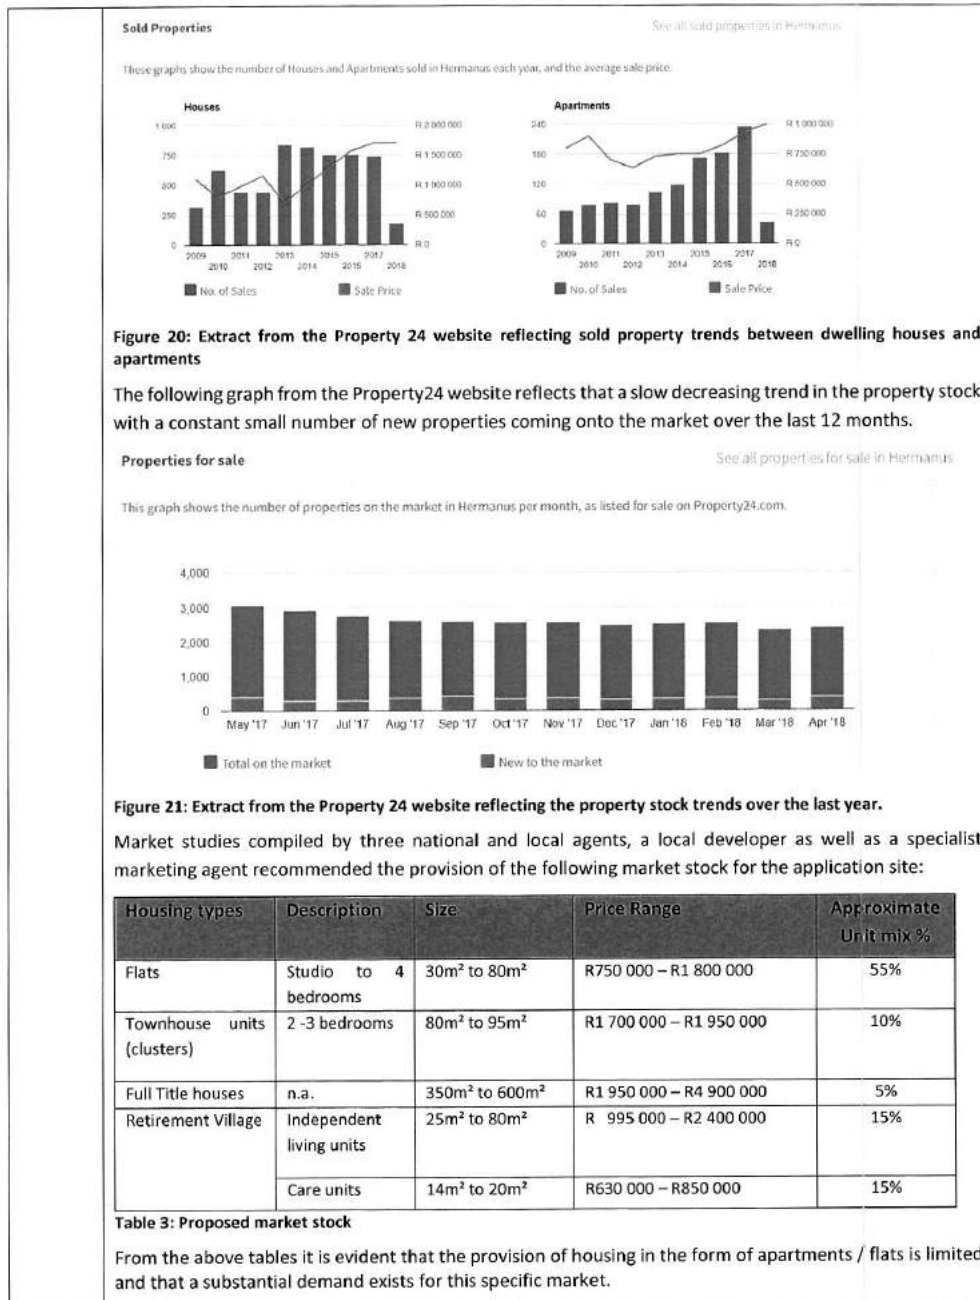 Sold Properties
See all sold properties in Hermanus
These graphs show the number of Houses and Apartments sold in Hermanus each year, and the average sale price.
Houses
1 000
750
500
250
0
R 2 000 000
R 1 500 000
R 1 000 000
R 500 000
R 0
2009 2010 2011 2012 2013 2014 2015 2016 2017 2018
No. of Sales
Sale Price
Apartments
240
180
120
60
0
R 1 000 000
R 750 000
R 500 000
R 250 000
R 0
2009 2010 2011 2012 2013 2014 2015 2016 2017 2018
No. of Sales
Sale Price
Figure 20: Extract from the Property 24 website reflecting sold property trends between dwelling houses and
apartments
The following graph from the Property24 website reflects that a slow decreasing trend in the property stock
with a constant small number of new properties coming onto the market over the last 12 months.
Properties for sale
See all properties for sale in Hermanus
This graph shows the number of properties on the market in Hermanus per month, as listed for sale on Property24.com.
4,000
3,000
2,000
1,000
0
May '17 Jun '17 Jul '17 Aug '17 Sep '17 Oct '17 Nov '17 Dec '17 Jan '18 Feb '18 Mar '18 Apr '18
Total on the market
New to the market
Figure 21: Extract from the Property 24 website reflecting the property stock trends over the last year.
Market studies compiled by three national and local agents, a local developer as well as a specialist
marketing agent recommended the provision of the following market stock for the application site:
Housing types Description Size Price Range Approximate
Unit mix %
Flats Studio to 4 30m² to 80m² R750 000 – R1 800 000 55%
bedrooms
Townhouse units 2 -3 bedrooms 80m² to 95m² R1 700 000 – R1 950 000 10%
(clusters)
Full Title houses n.a. 350m² to 600m² R1 950 000 – R4 900 000 5%
Retirement Village Independent 25m² to 80m² R 995 000 – R2 400 000 15%
living units
Care units 14m² to 20m² R630 000 – R850 000 15%
Table 3: Proposed market stock
From the above tables it is evident that the provision of housing in the form of apartments / flats is limited
and that a substantial demand exists for this specific market.